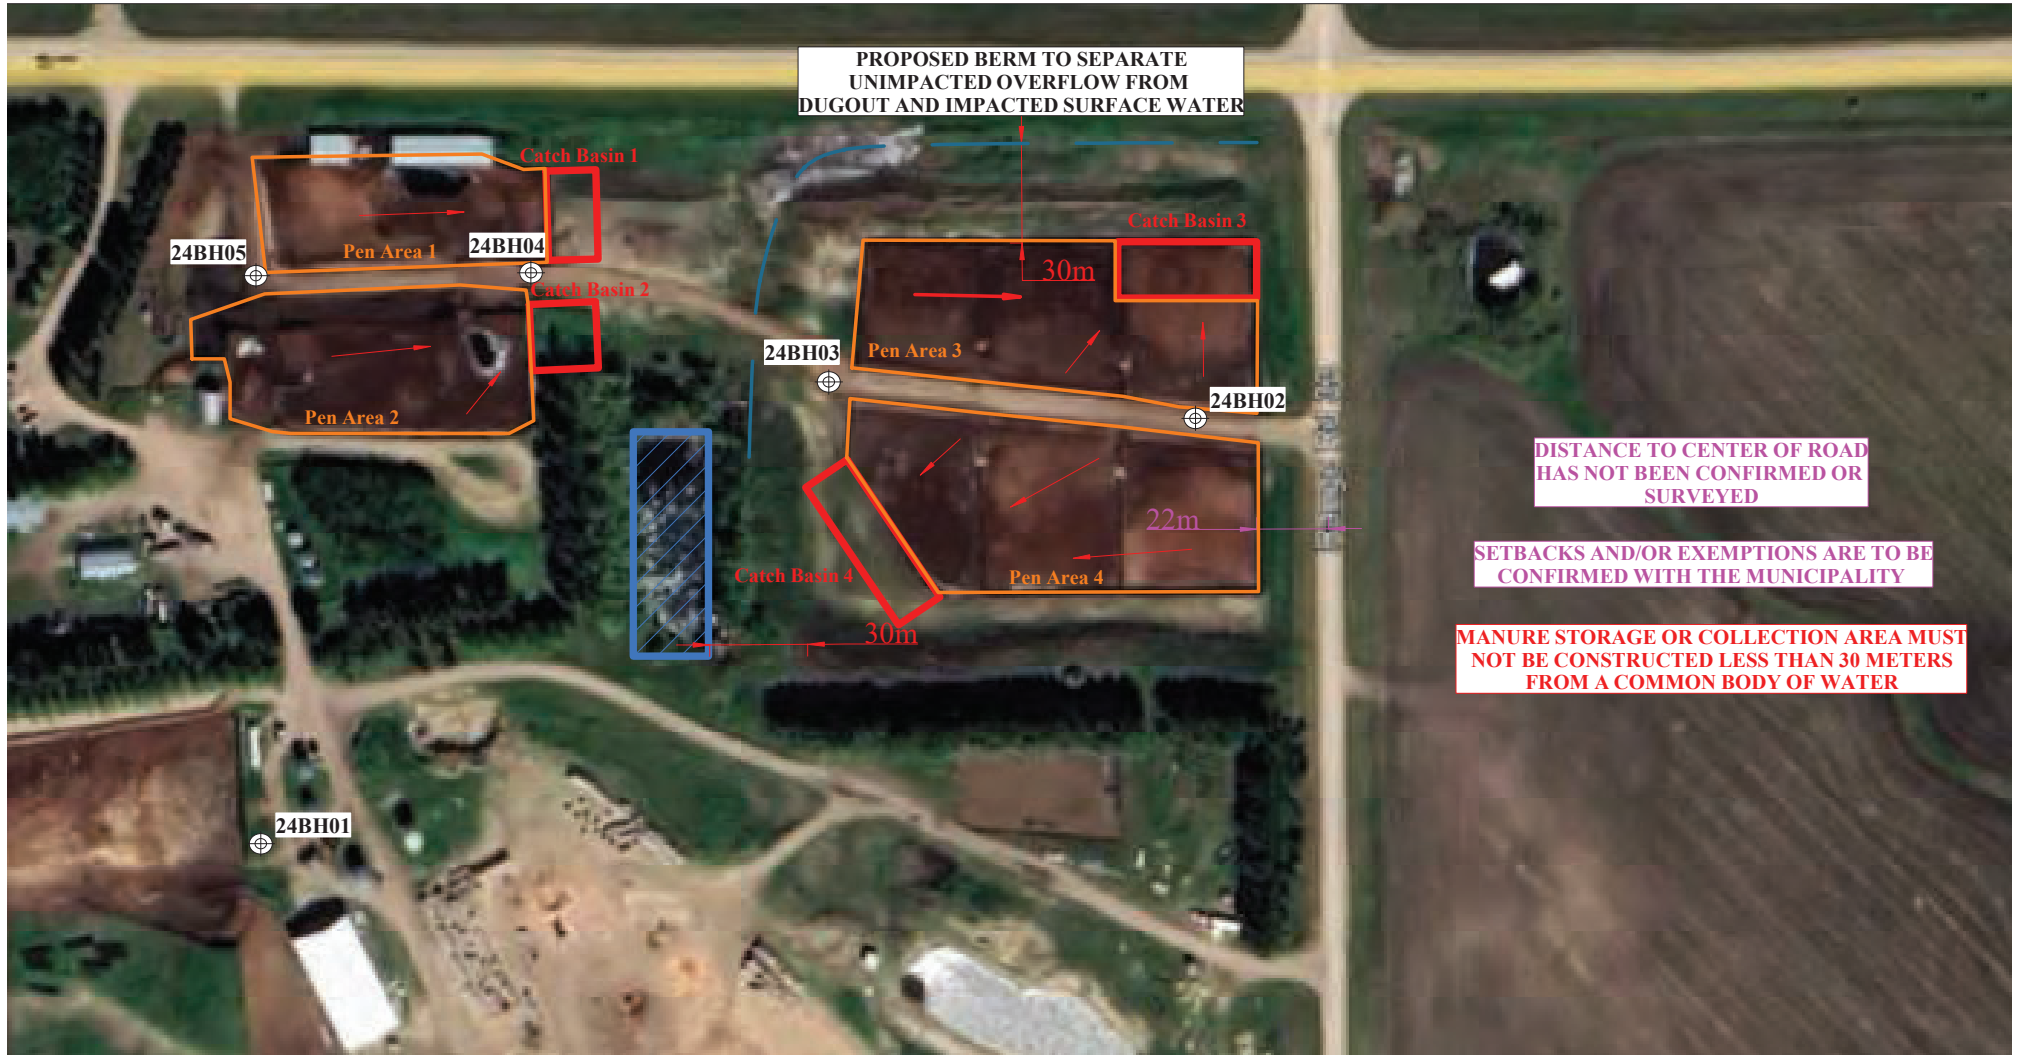 PROPOSED BERM TO SEPARATE
UNIMPACTED OVERFLOW FROM
DUGOUT AND IMPACTED SURFACE WATER
Catch Basin 1
Catch Basin 3
24BH05
Pen Area 1
24BH04
30m
Catch Basin 2
24BH03
Pen Area 3
24BH02
Pen Area 2
DISTANCE TO CENTER OF ROAD
HAS NOT BEEN CONFIRMED OR
SURVEYED
22m
SETBACKS AND/OR EXEMPTIONS ARE TO BE
CONFIRMED WITH THE MUNICIPALITY
Catch Basin 4
Pen Area 4
30m
MANURE STORAGE OR COLLECTION AREA MUST
NOT BE CONSTRUCTED LESS THAN 30 METERS
FROM A COMMON BODY OF WATER
24BH01